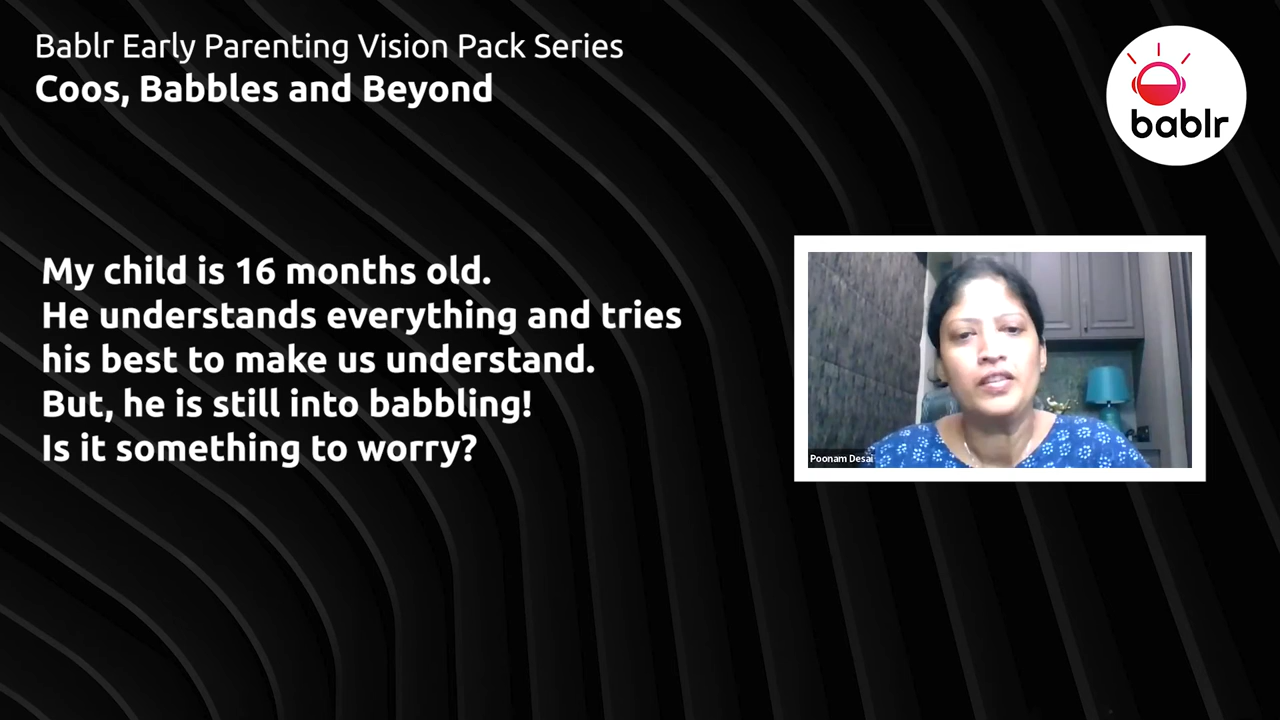 Bablr Early Parenting Vision Pack Series
Coos, Babbles and Beyond
bablr
My child is 16 months old.
He understands everything and tries
his best to make us understand.
But, he is still into babbling!
Is it something to worry?
Poonam Desai